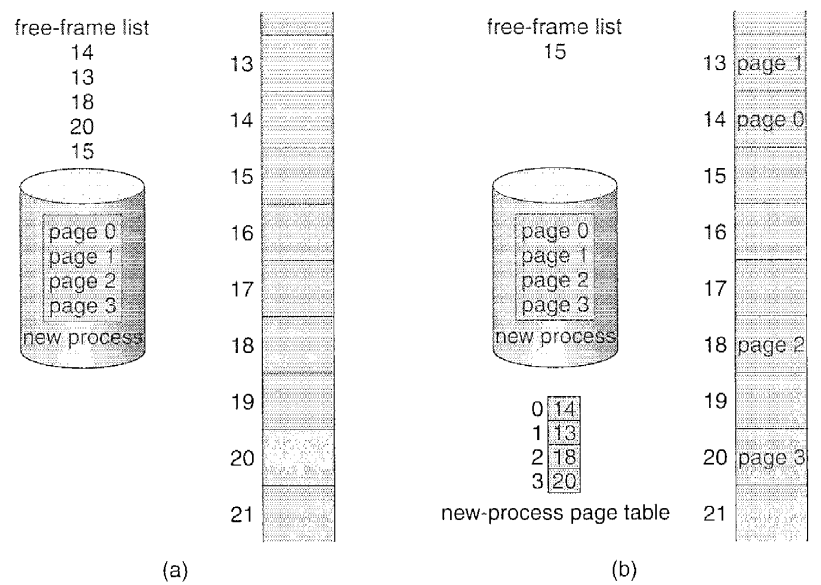 free-frame list
14
13
18
20
15
page 0
page 1
page 2
page 3
new process
13
14
15
16
17
18
19
20
21
(a)
free-frame list
15
page 0
page 1
page 2
page 3
new process
0 14
1 13
2 18
3 20
new-process page table
13 page 1
14 page 0
15
16
17
18 page 2
19
20 page 3
21
(b)